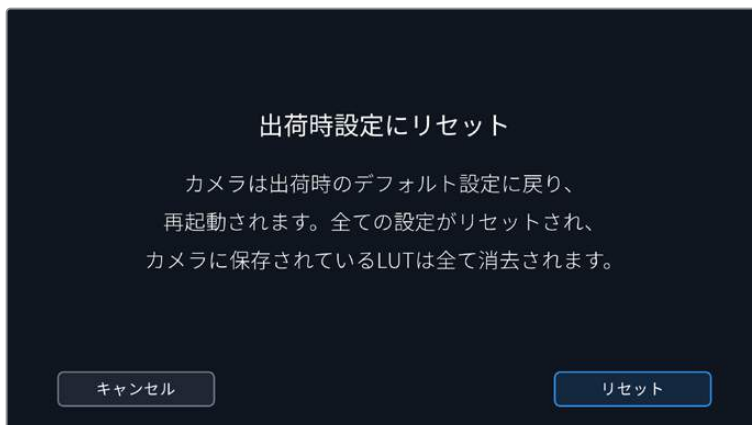 出荷時設定にリセット
カメラは出荷時のデフォルト設定に戻り、
再起動されます。全ての設定がリセットされ、
カメラに保存されているLUTは全て消去されます。
キャンセル
リセット